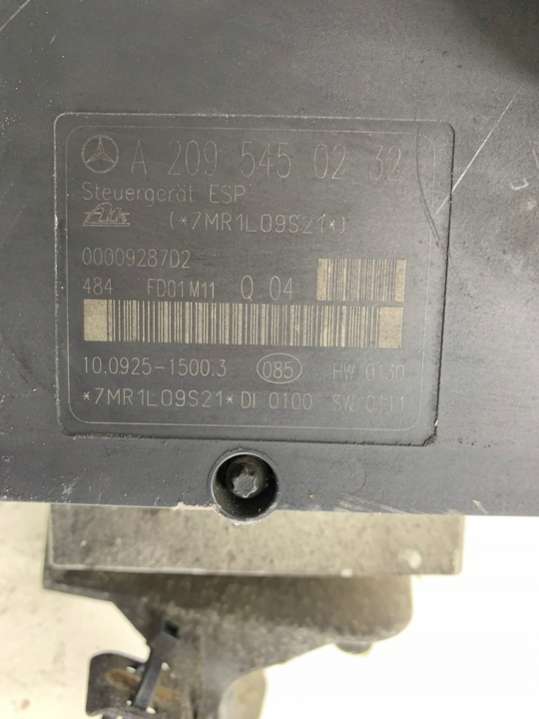 A 209 545 02 32
Steuergerät ESP
Ate (*7MR1L09S21*)
00009287D2
484 FD01M11 Q 04
10.0925-1500.3 085 HW 0130
*7MR1L09S21* DI 0100 SW 0111